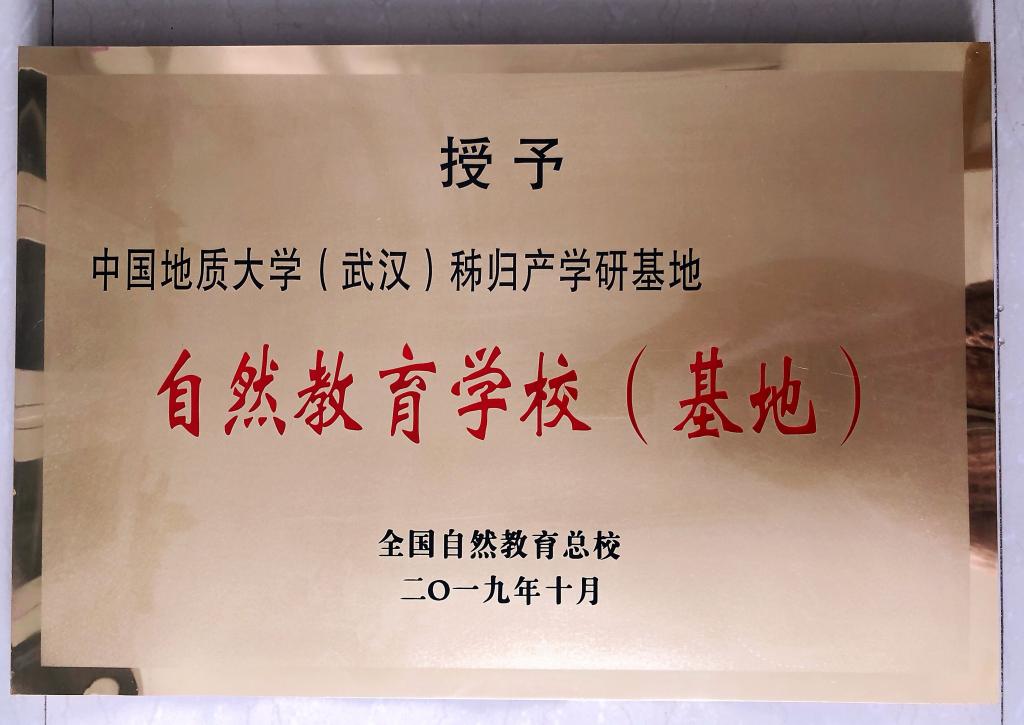 授予
中国地质大学（武汉）秭归产学研基地
自然教育学校（基地）
全国自然教育总校
二〇一九年十月